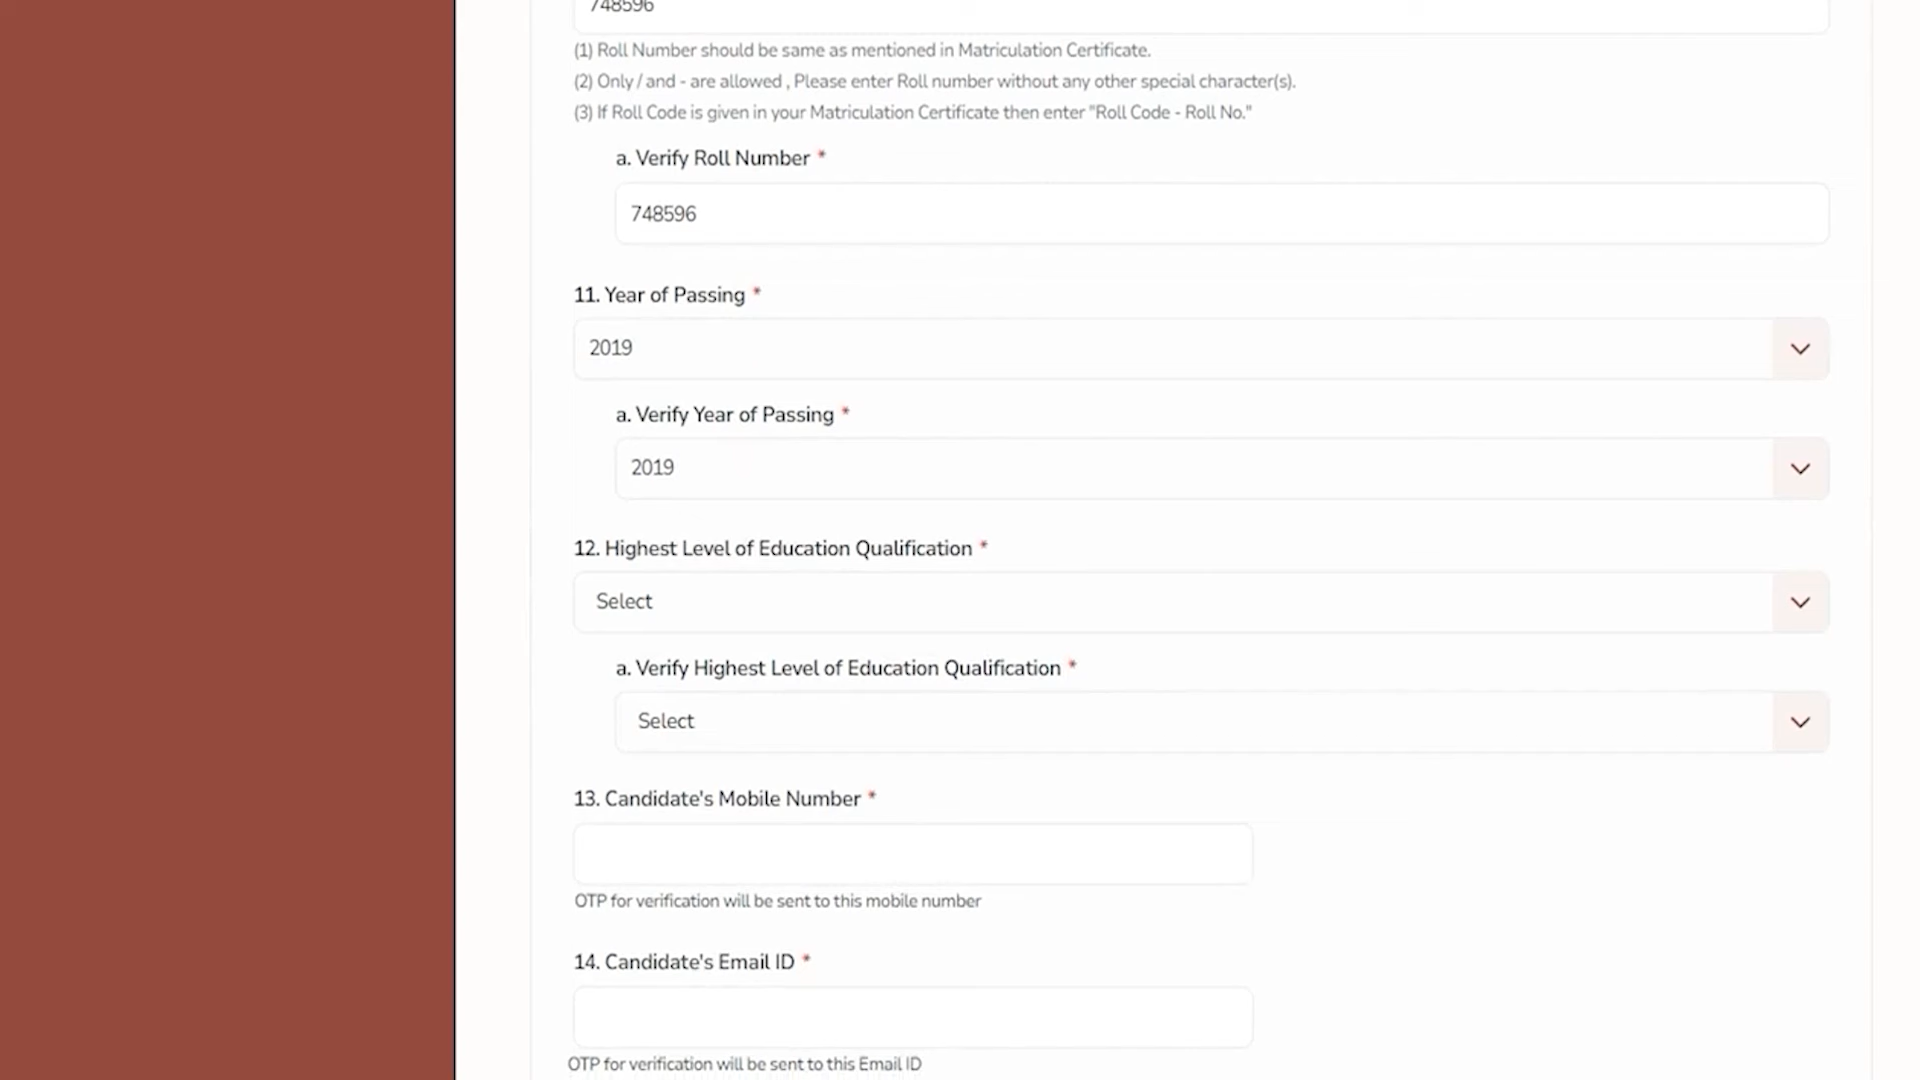 748596
(1) Roll Number should be same as mentioned in Matriculation Certificate.
(2) Only / and - are allowed , Please enter Roll number without any other special character(s).
(3) If Roll Code is given in your Matriculation Certificate then enter "Roll Code - Roll No."
a. Verify Roll Number *
748596
11. Year of Passing *
2019
a. Verify Year of Passing *
2019
12. Highest Level of Education Qualification *
Select
a. Verify Highest Level of Education Qualification *
Select
13. Candidate's Mobile Number *
OTP for verification will be sent to this mobile number
14. Candidate's Email ID *
OTP for verification will be sent to this Email ID